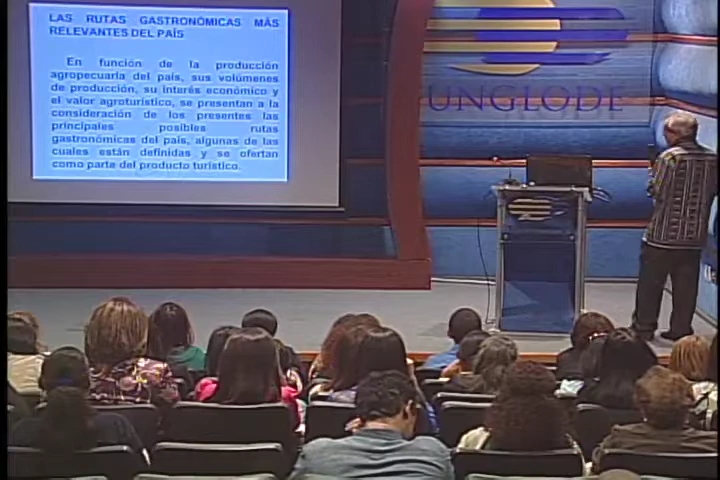 LAS RUTAS GASTRONÓMICAS MÁS
RELEVANTES DEL PAÍS
En función de la producción
agropecuaria del país, sus volúmenes
de producción, su interés económico y
el valor agroturístico, se presentan a la
consideración de los presentes las
principales posibles rutas
gastronómicas del país, algunas de las
cuales están definidas y se ofertan
como parte del producto turístico.
UNGLODE